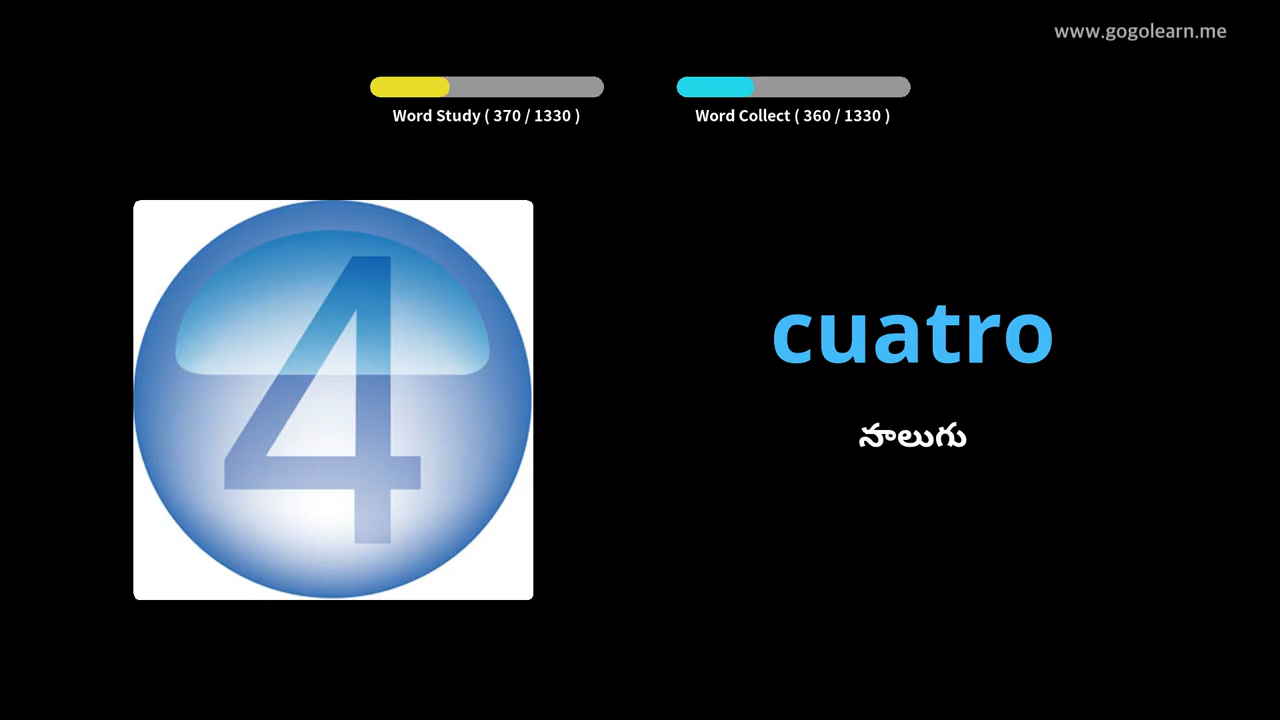 www.gogolearn.me
Word Study ( 370 / 1330 )
Word Collect ( 360 / 1330 )
4
cuatro
నాలుగు